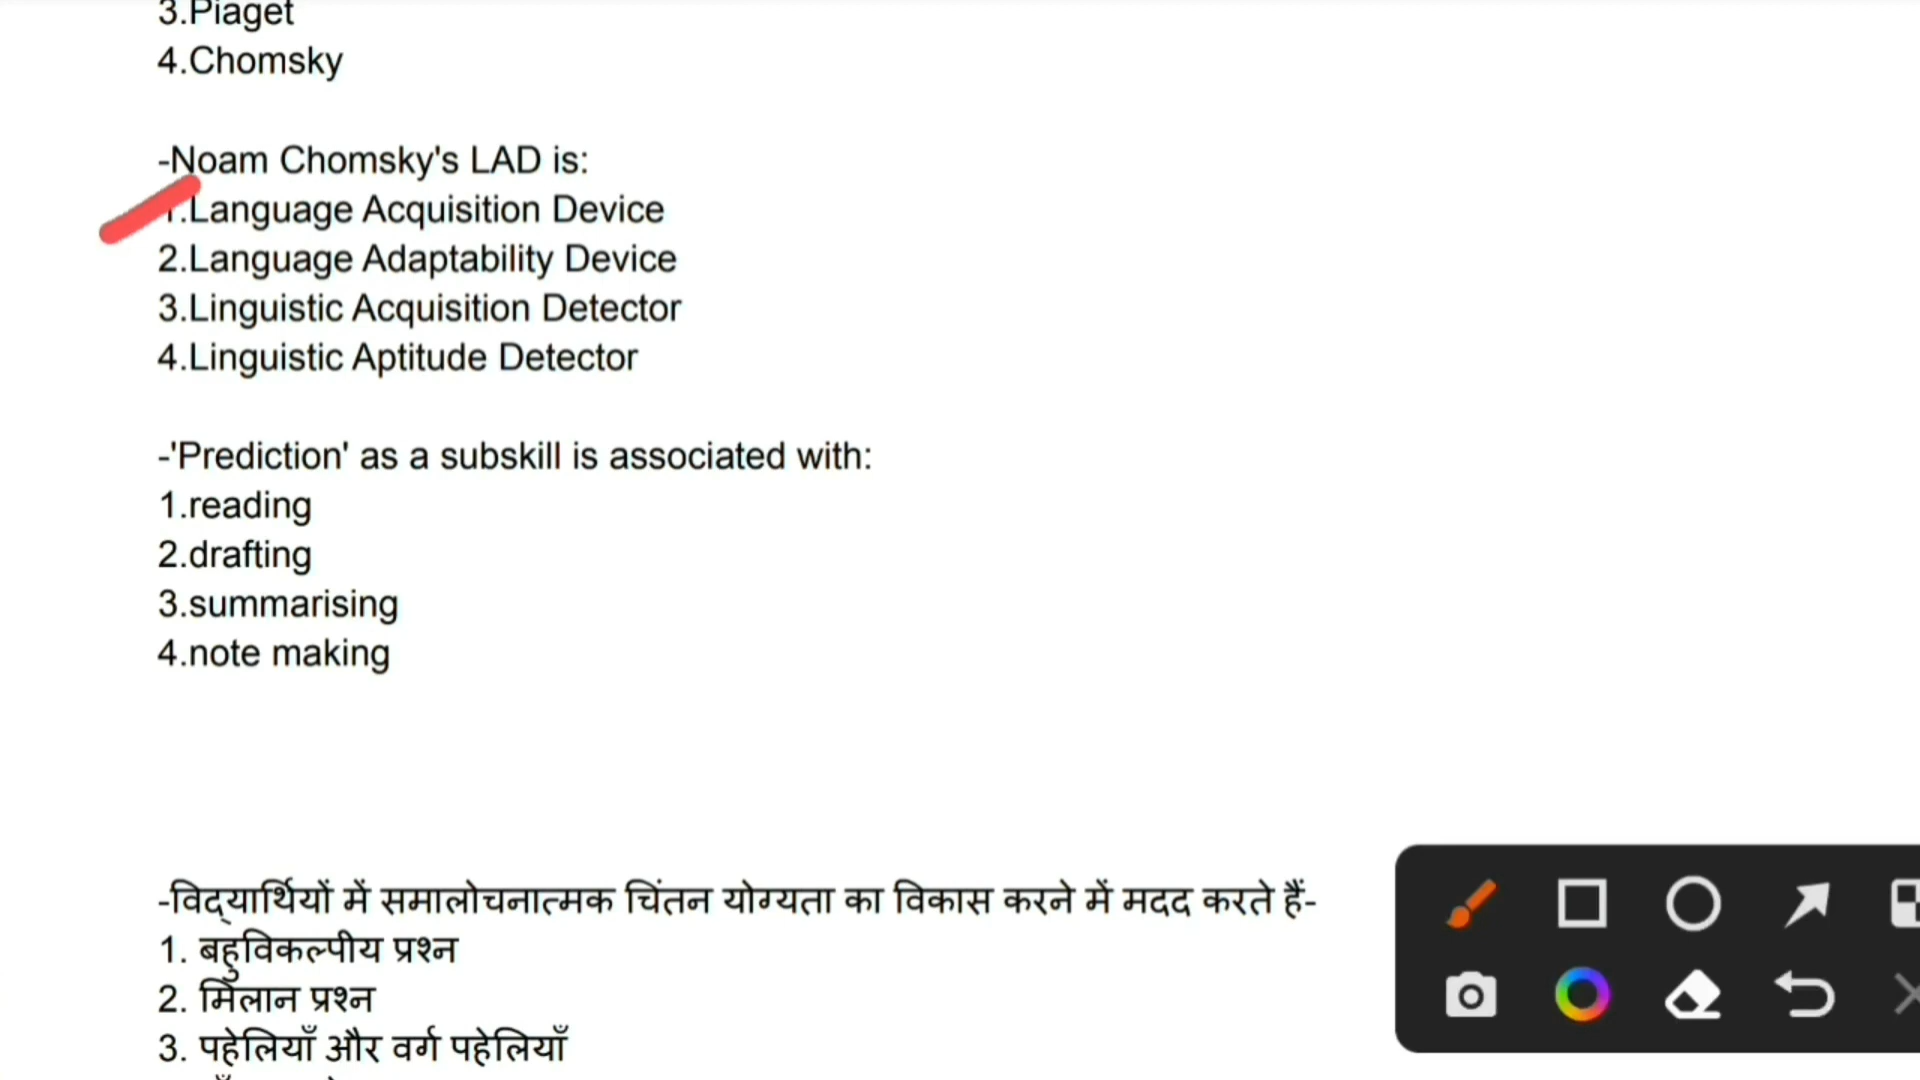 3.Piaget
4.Chomsky
-Noam Chomsky's LAD is:
1.Language Acquisition Device
2.Language Adaptability Device
3.Linguistic Acquisition Detector
4.Linguistic Aptitude Detector
-'Prediction' as a subskill is associated with:
1.reading
2.drafting
3.summarising
4.note making
-विद्यार्थियों में समालोचनात्मक चिंतन योग्यता का विकास करने में मदद करते हैं-
1. बहुविकल्पीय प्रश्न
2. मिलान प्रश्न
3. पहेलियाँ और वर्ग पहेलियाँ